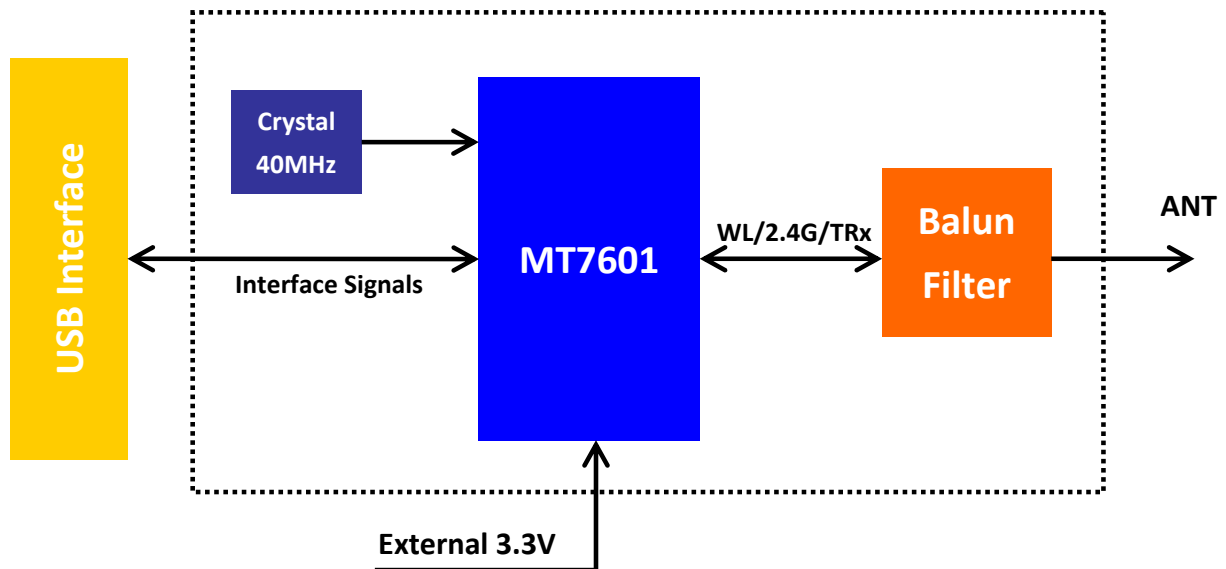 USB Interface
Crystal
40MHz
Interface Signals
MT7601
WL/2.4G/TRx
Balun
Filter
ANT
External 3.3V